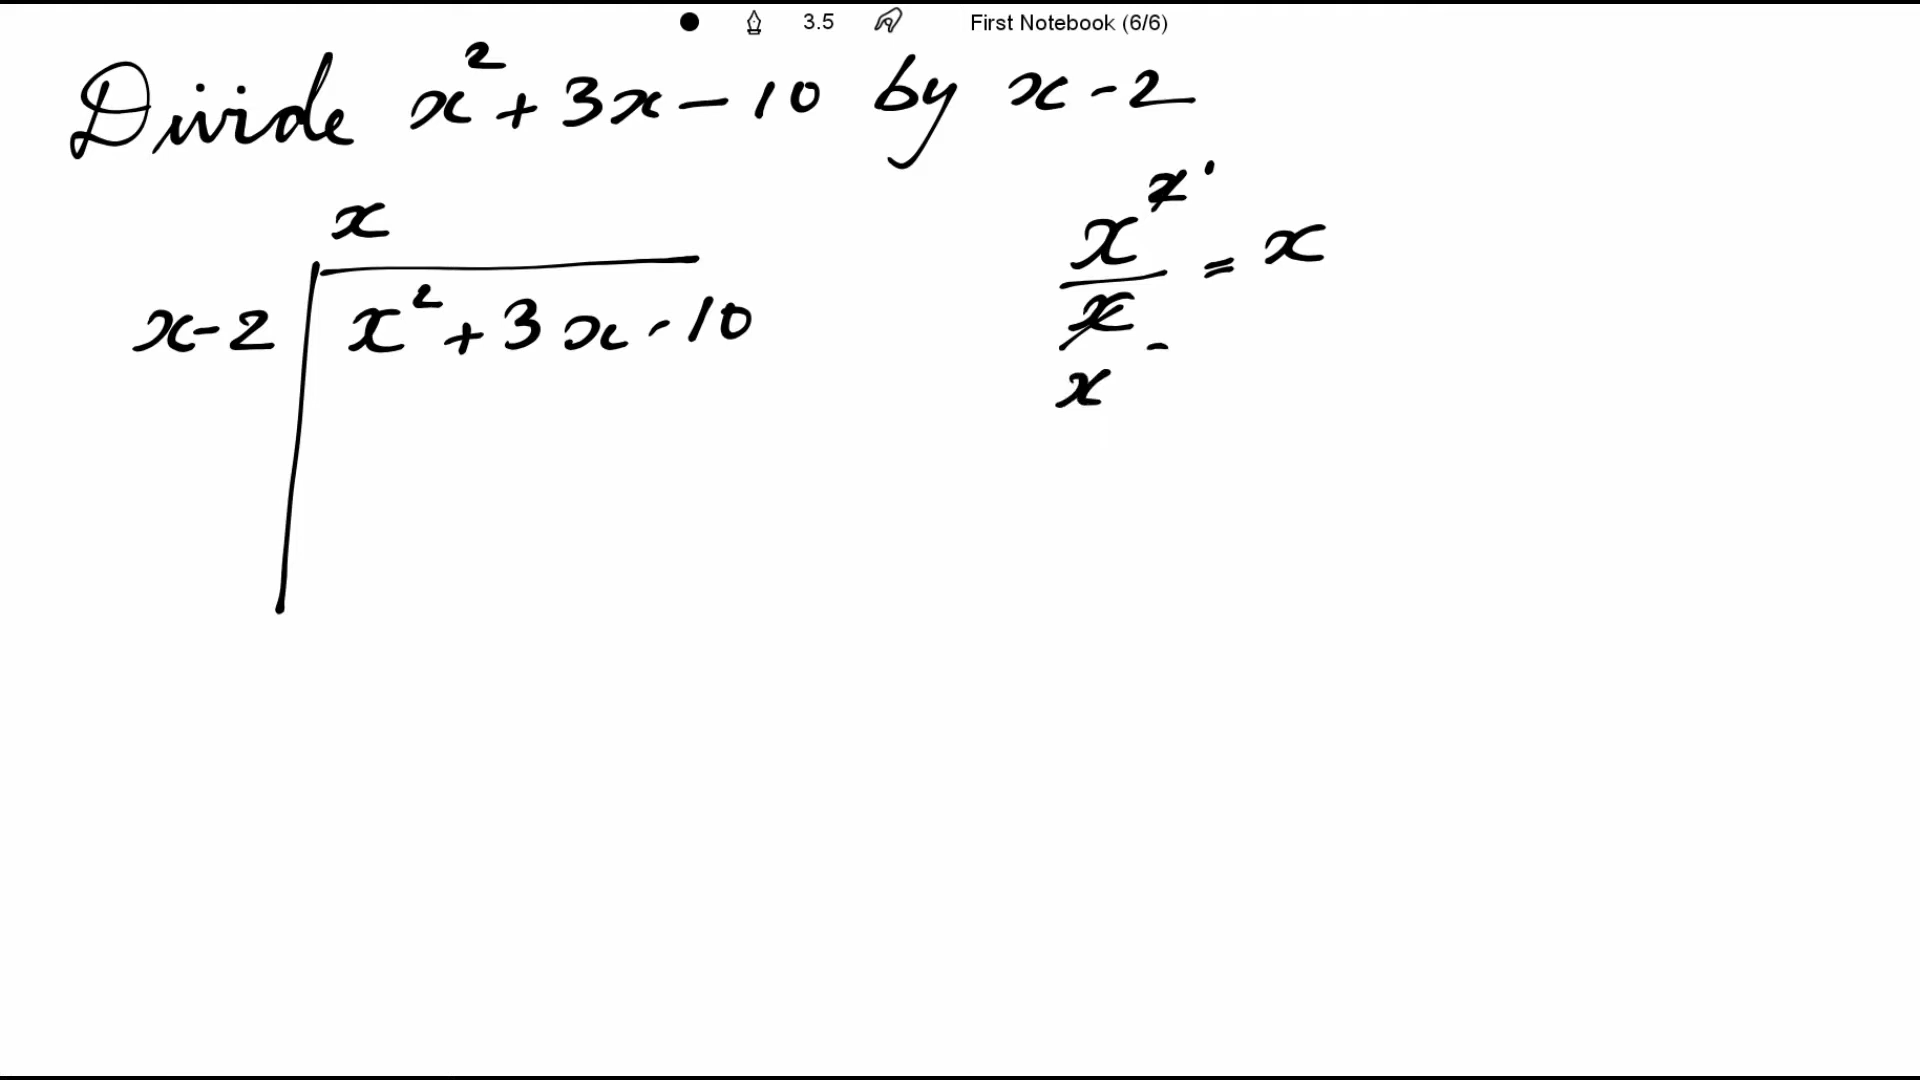 3.5 First Notebook (6/6)
Divide x² + 3x - 10 by x - 2
x
x-2 x² + 3x - 10
x² / x = x
x